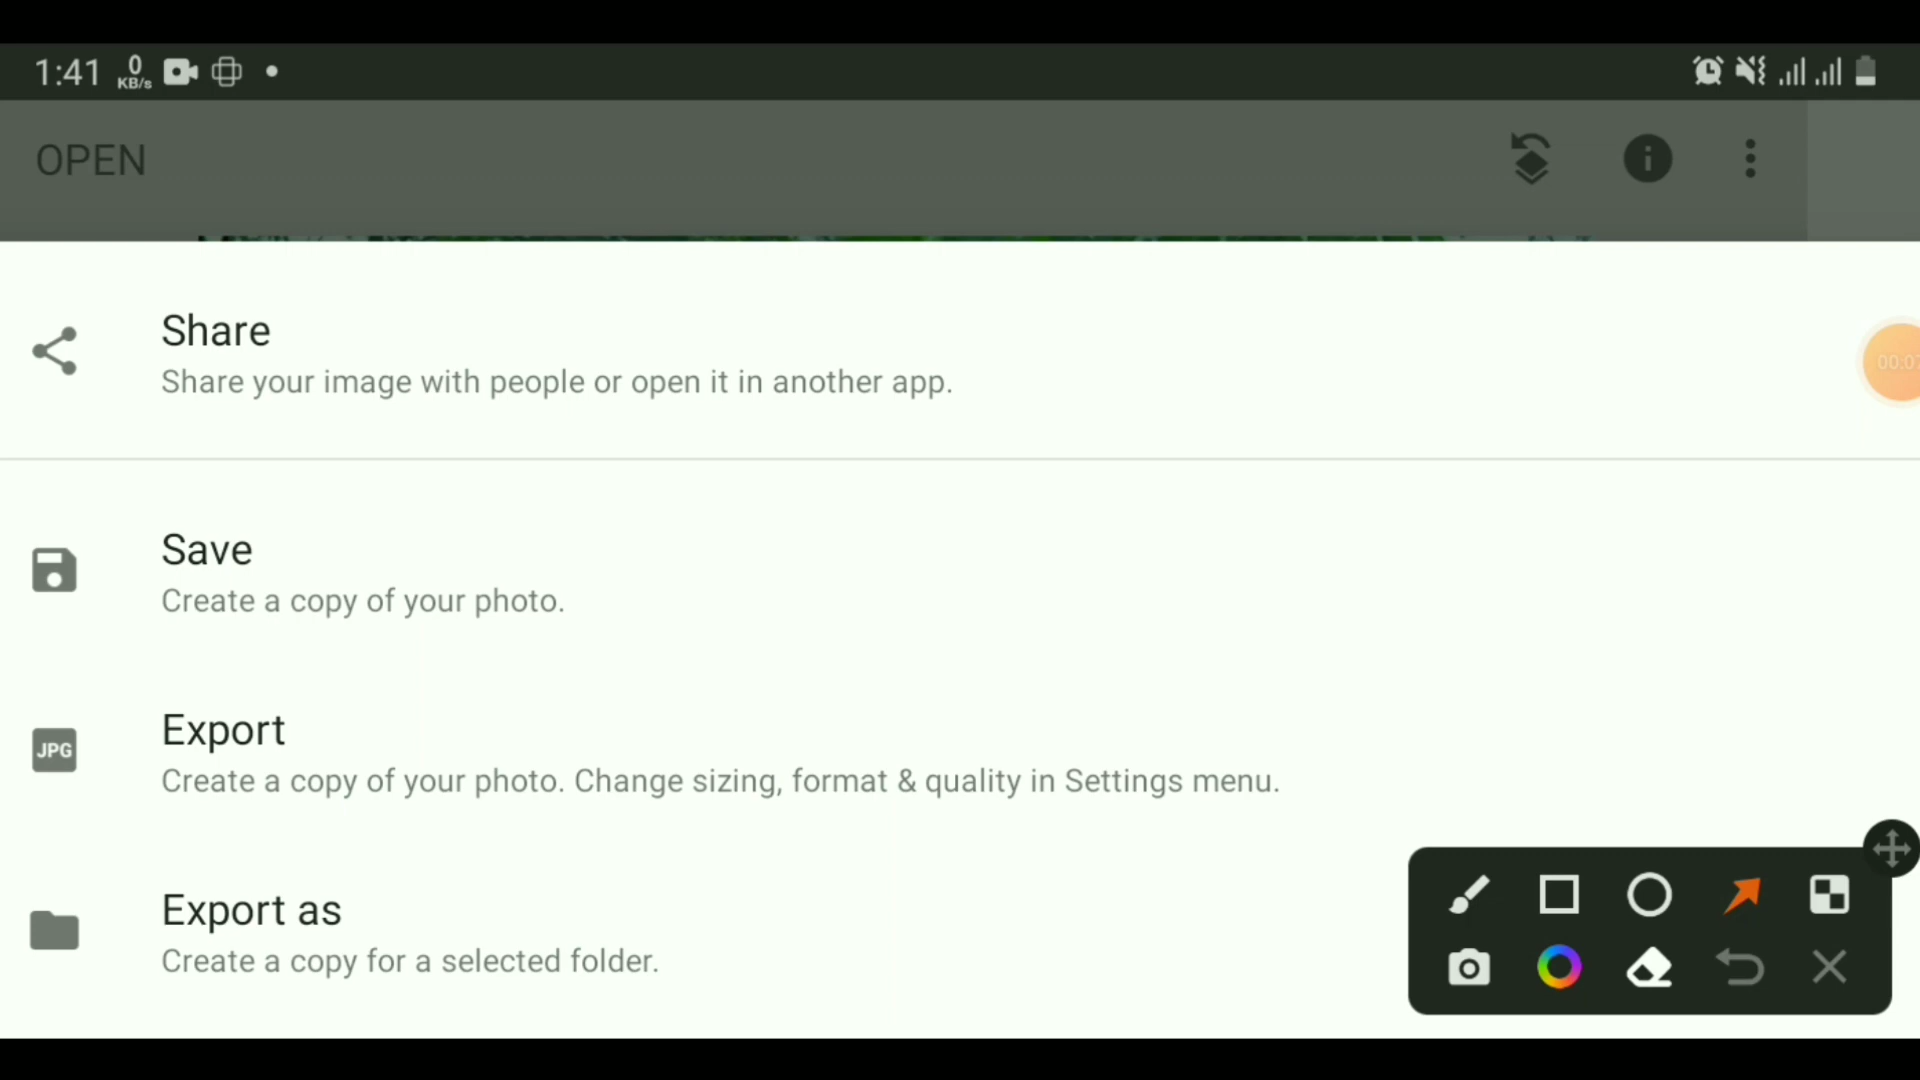 1:41 0 KB/s
OPEN
Share
Share your image with people or open it in another app.
Save
Create a copy of your photo.
JPG
Export
Create a copy of your photo. Change sizing, format & quality in Settings menu.
Export as
Create a copy for a selected folder.